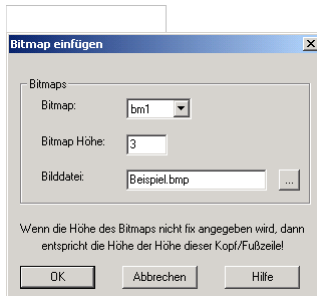 Bitmap einfügen
Bitmaps
Bitmap: bm1
Bitmap Höhe: 3
Bilddatei: Beispiel.bmp ...
Wenn die Höhe des Bitmaps nicht fix angegeben wird, dann
entspricht die Höhe der Höhe dieser Kopf/Fußzeile!
OK Abbrechen Hilfe